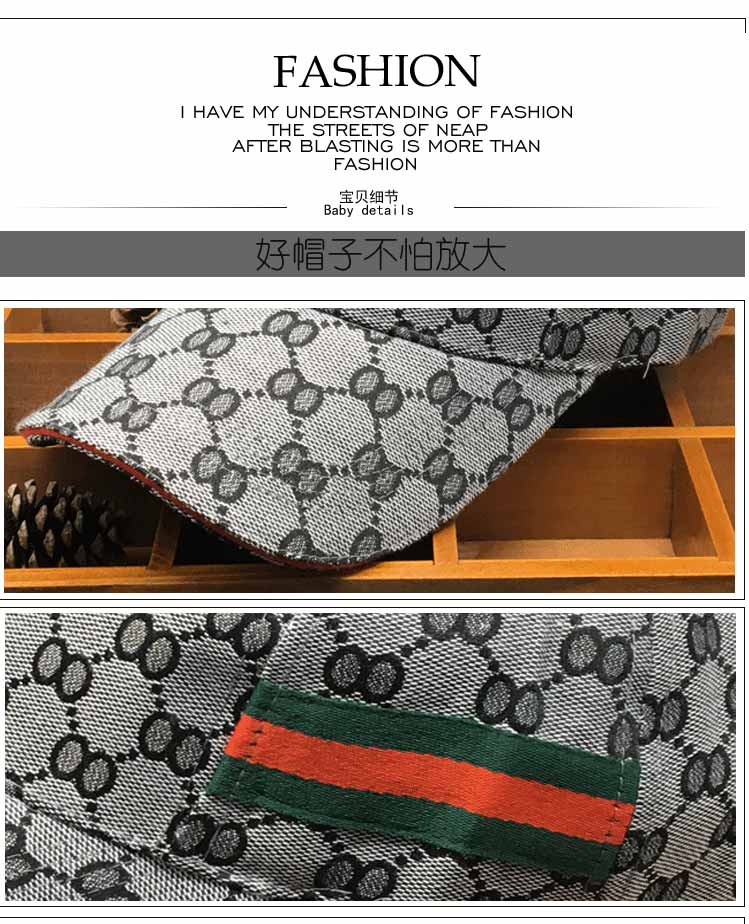 FASHION
I HAVE MY UNDERSTANDING OF FASHION
THE STREETS OF NEAP
AFTER BLASTING IS MORE THAN
FASHION
宝贝细节
Baby details
好帽子不怕放大